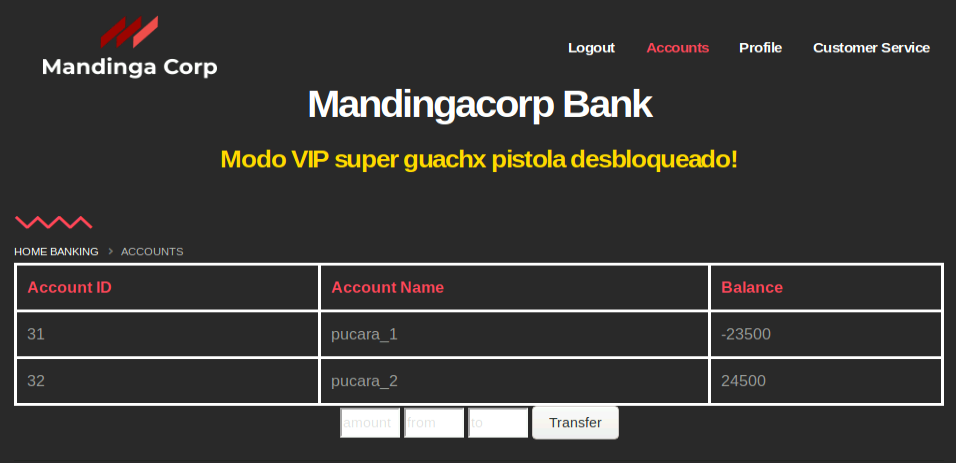 Mandinga Corp
Logout Accounts Profile Customer Service
Mandingacorp Bank
Modo VIP super guachx pistola desbloqueado!
HOME BANKING > ACCOUNTS
Account ID Account Name Balance
31 pucara_1 -23500
32 pucara_2 24500
amount from to Transfer